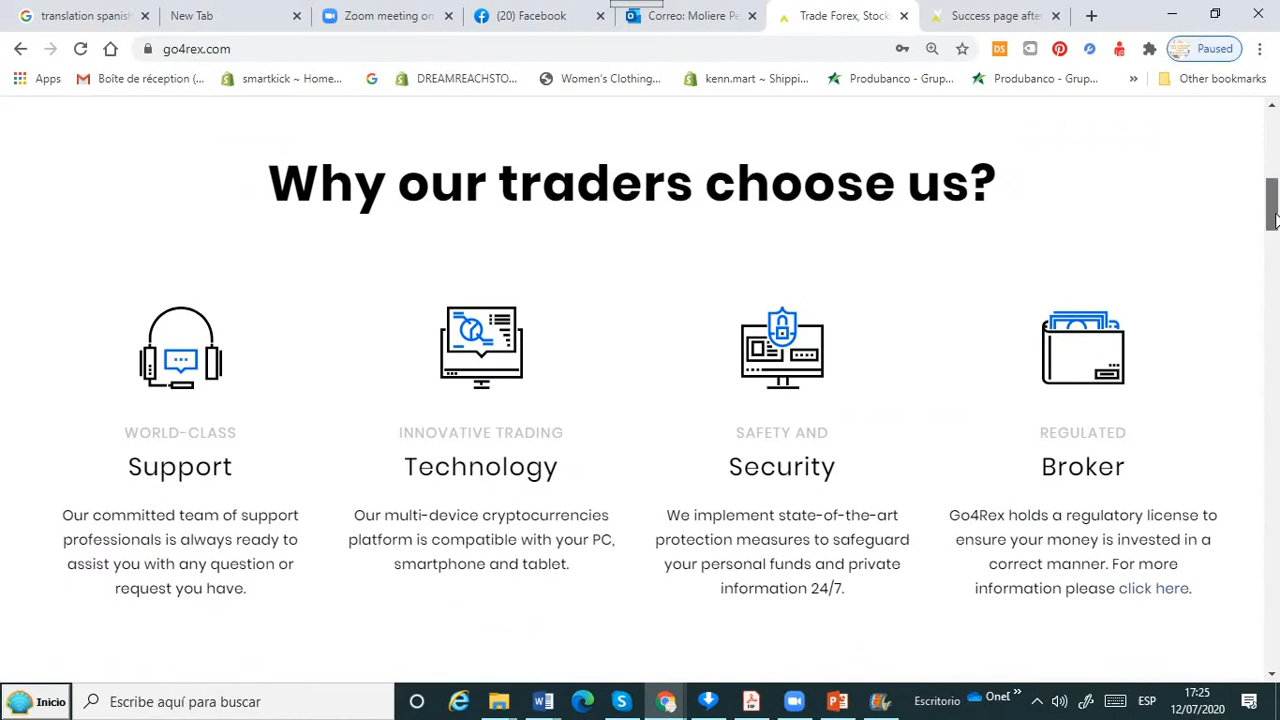 translation spanish
New Tab
Zoom meeting on
(20) Facebook
Correo: Moliere Pe
Trade Forex, Stock
Success page after
go4rex.com
Paused
Apps
Boîte de réception (...
smartkick ~ Home...
DREAMREACHSTO...
Women's Clothing...
kenn.mart ~ Shippi...
Produbanco - Grup...
Produbanco - Grup...
Other bookmarks
Why our traders choose us?
WORLD-CLASS
Support
Our committed team of support
professionals is always ready to
assist you with any question or
request you have.
INNOVATIVE TRADING
Technology
Our multi-device cryptocurrencies
platform is compatible with your PC,
smartphone and tablet.
SAFETY AND
Security
We implement state-of-the-art
protection measures to safeguard
your personal funds and private
information 24/7.
REGULATED
Broker
Go4Rex holds a regulatory license to
ensure your money is invested in a
correct manner. For more
information please click here.
Inicio
Escribe aquí para buscar
Escritorio
OneD
ESP
17:25
12/07/2020